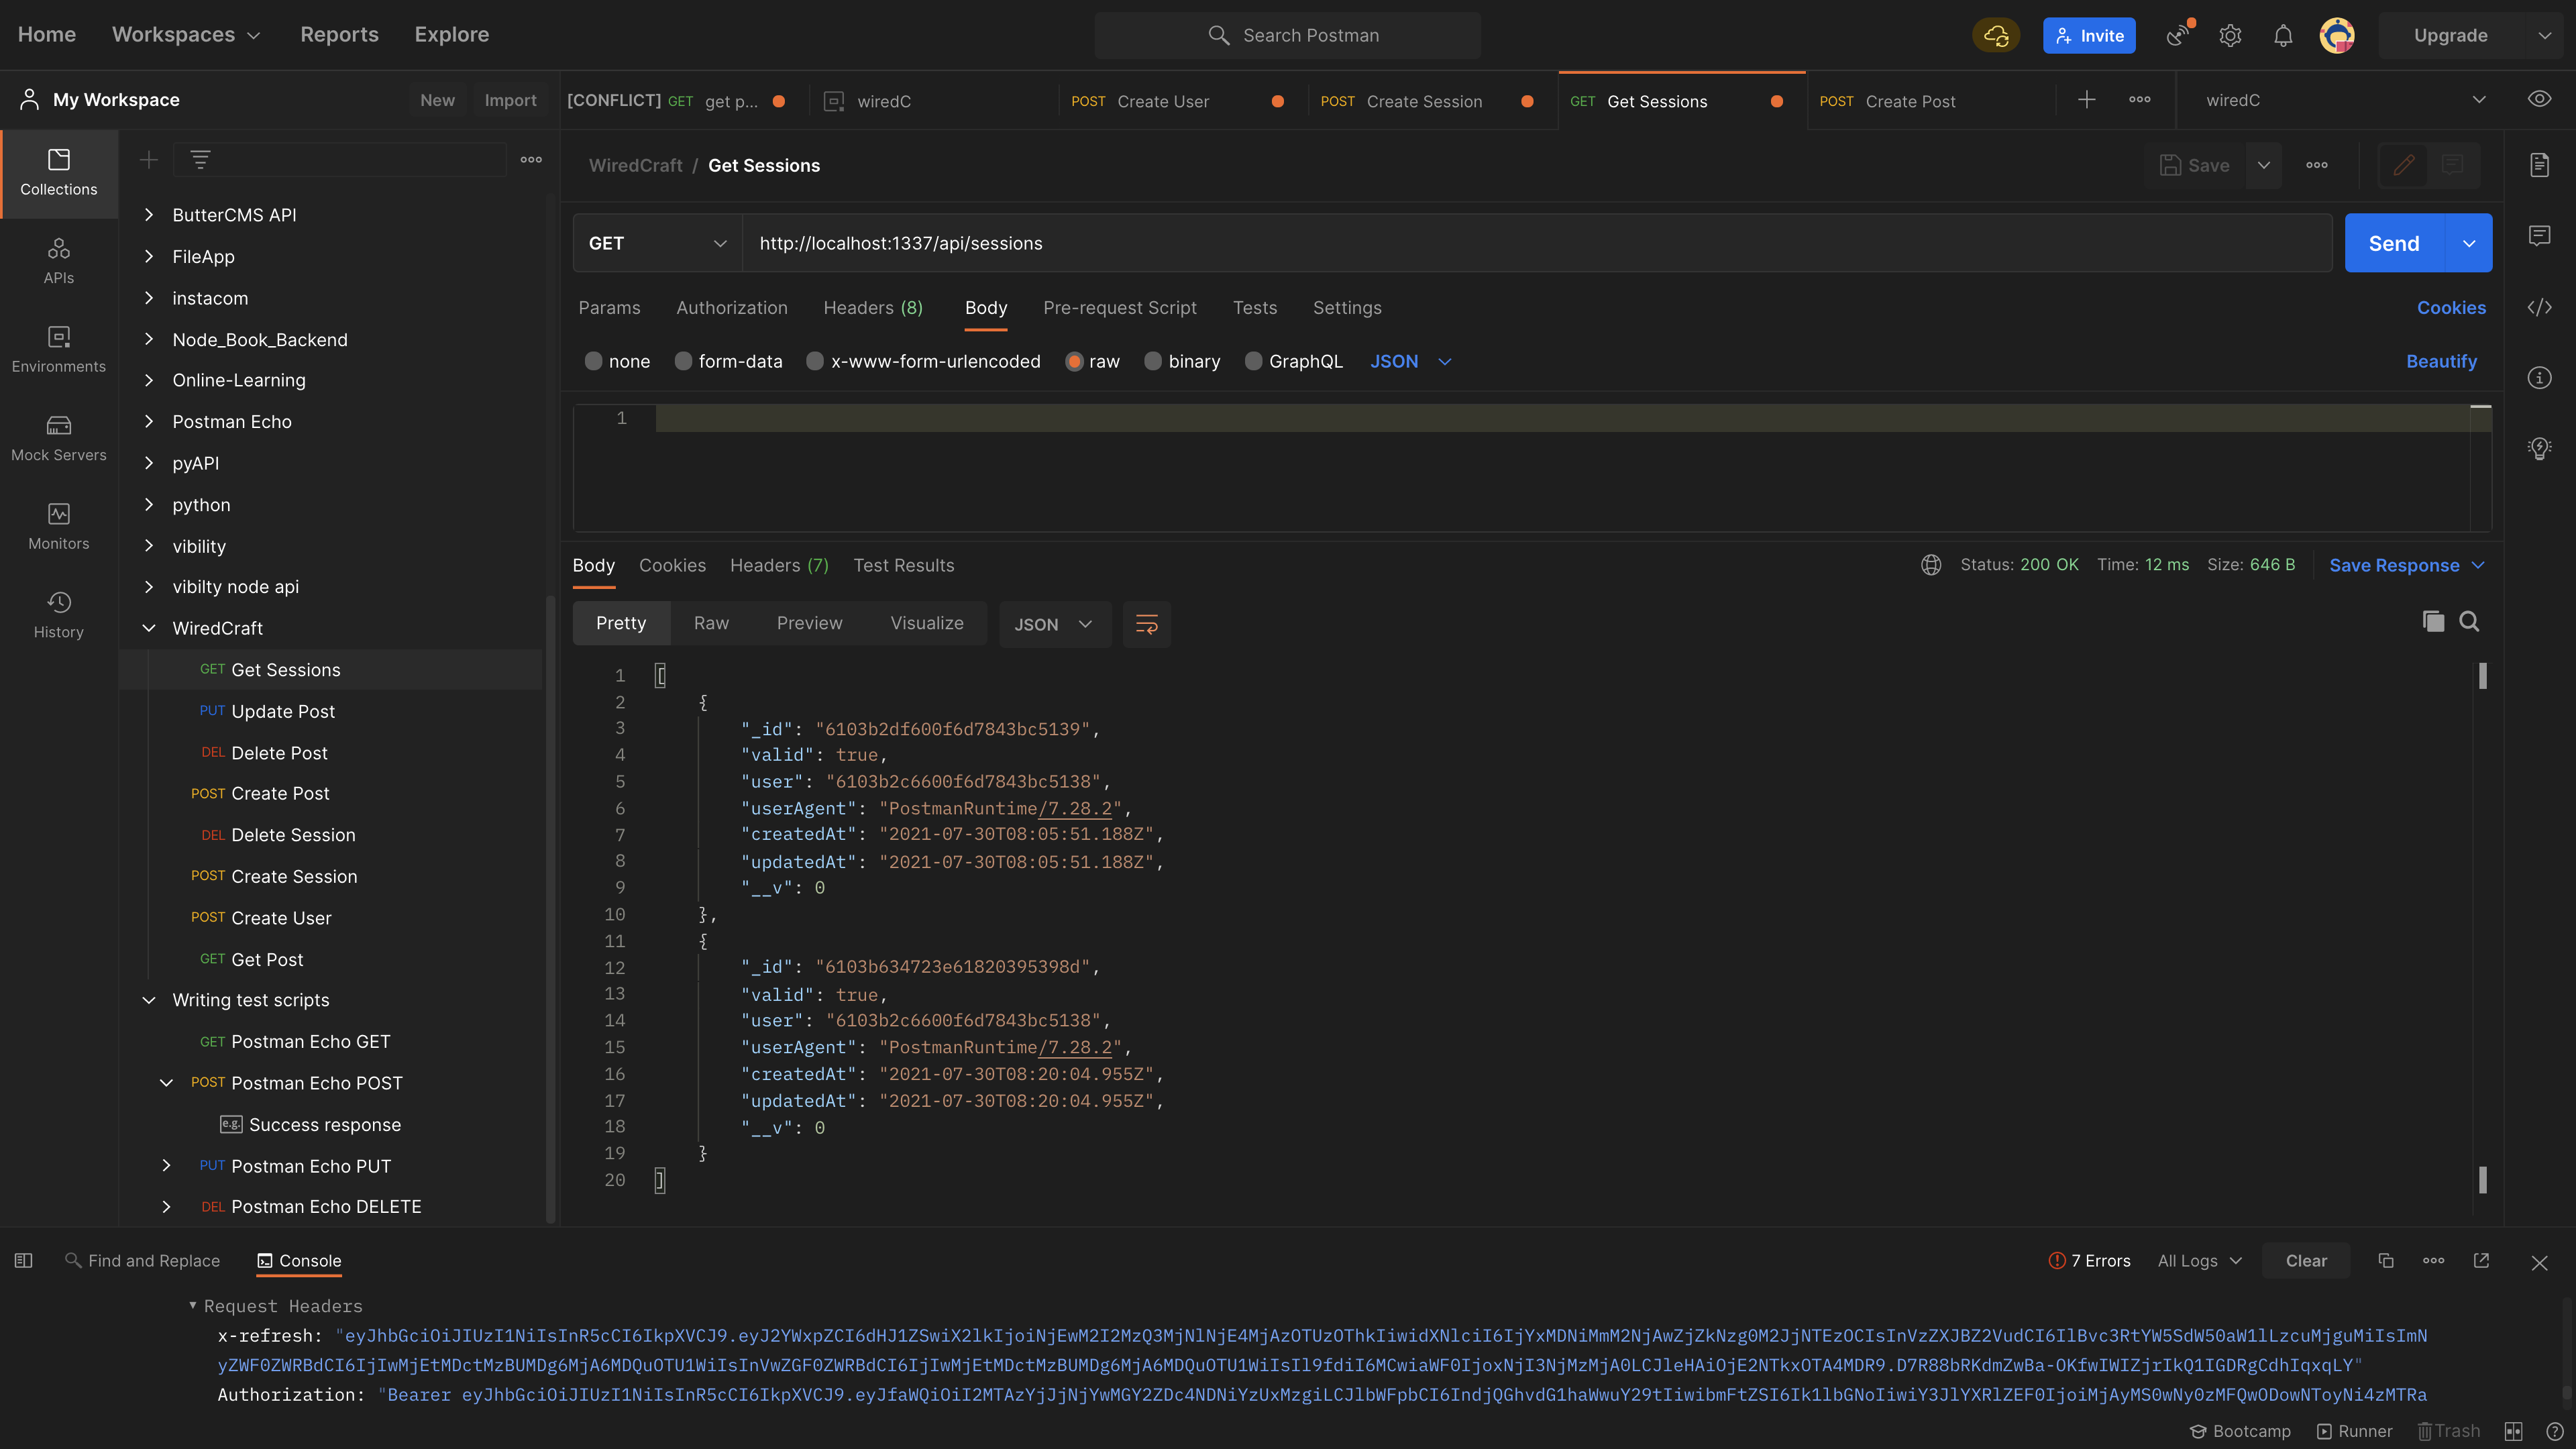 Home Workspaces Reports Explore Search Postman Invite Upgrade
My Workspace New Import [CONFLICT] GET get p... wiredC POST Create User POST Create Session GET Get Sessions POST Create Post wiredC
Collections
APIs
Environments
Mock Servers
Monitors
History
ButterCMS API
FileApp
instacom
Node_Book_Backend
Online-Learning
Postman Echo
pyAPI
python
vibility
vibilty node api
WiredCraft
GET Get Sessions
PUT Update Post
DEL Delete Post
POST Create Post
DEL Delete Session
POST Create Session
POST Create User
GET Get Post
Writing test scripts
GET Postman Echo GET
POST Postman Echo POST
e.g. Success response
PUT Postman Echo PUT
DEL Postman Echo DELETE
WiredCraft / Get Sessions Save
GET http://localhost:1337/api/sessions Send
Params Authorization Headers (8) Body Pre-request Script Tests Settings Cookies
none form-data x-www-form-urlencoded raw binary GraphQL JSON Beautify
1
Body Cookies Headers (7) Test Results Status: 200 OK Time: 12 ms Size: 646 B Save Response
Pretty Raw Preview Visualize JSON
1 [
2 {
3 "_id": "6103b2df600f6d7843bc5139",
4 "valid": true,
5 "user": "6103b2c6600f6d7843bc5138",
6 "userAgent": "PostmanRuntime/7.28.2",
7 "createdAt": "2021-07-30T08:05:51.188Z",
8 "updatedAt": "2021-07-30T08:05:51.188Z",
9 "__v": 0
10 },
11 {
12 "_id": "6103b634723e61820395398d",
13 "valid": true,
14 "user": "6103b2c6600f6d7843bc5138",
15 "userAgent": "PostmanRuntime/7.28.2",
16 "createdAt": "2021-07-30T08:20:04.955Z",
17 "updatedAt": "2021-07-30T08:20:04.955Z",
18 "__v": 0
19 }
20 ]
Find and Replace Console 7 Errors All Logs Clear
Request Headers
x-refresh: "eyJhbGciOiJIUzI1NiIsInR5cCI6IkpXVCJ9.eyJ2YWxpZCI6dHJ1ZSwiX2lkIjoiNjEwM2I2MzQ3MjNlNjE4MjAzOTUzOThkIiwidXNlciI6IjYxMDNiMmM2NjAwZjZkNzg0M2JjNTEzOCIsInVzZXJBZ2VudCI6IlBvc3RtYW5SdW50aW1lLzcuMjguMiIsImN
yZWF0ZWRBdCI6IjIwMjEtMDctMzBUMDg6MjA6MDQuOTU1WiIsInVwZGF0ZWRBdCI6IjIwMjEtMDctMzBUMDg6MjA6MDQuOTU1WiIsIl9fdiI6MCwiaWF0IjoxNjI3NjMzMjA0LCJleHAiOjE2NTkxOTA4MDR9.D7R88bRKdmZwBa-OKfwIWIZjrIkQ1IGDRgCdhIqxqLY"
Authorization: "Bearer eyJhbGciOiJIUzI1NiIsInR5cCI6IkpXVCJ9.eyJfaWQiOiI2MTAzYjJjNjYwMGY2ZDc4NDNiYzUxMzgiLCJlbWFpbCI6IndjQGhvdG1haWwuY29tIiwibmFtZSI6Ik1lbGNoIiwiY3JlYXRlZEF0IjoiMjAyMS0wNy0zMFQwODowNToyNi4zMTRa
Bootcamp Runner Trash